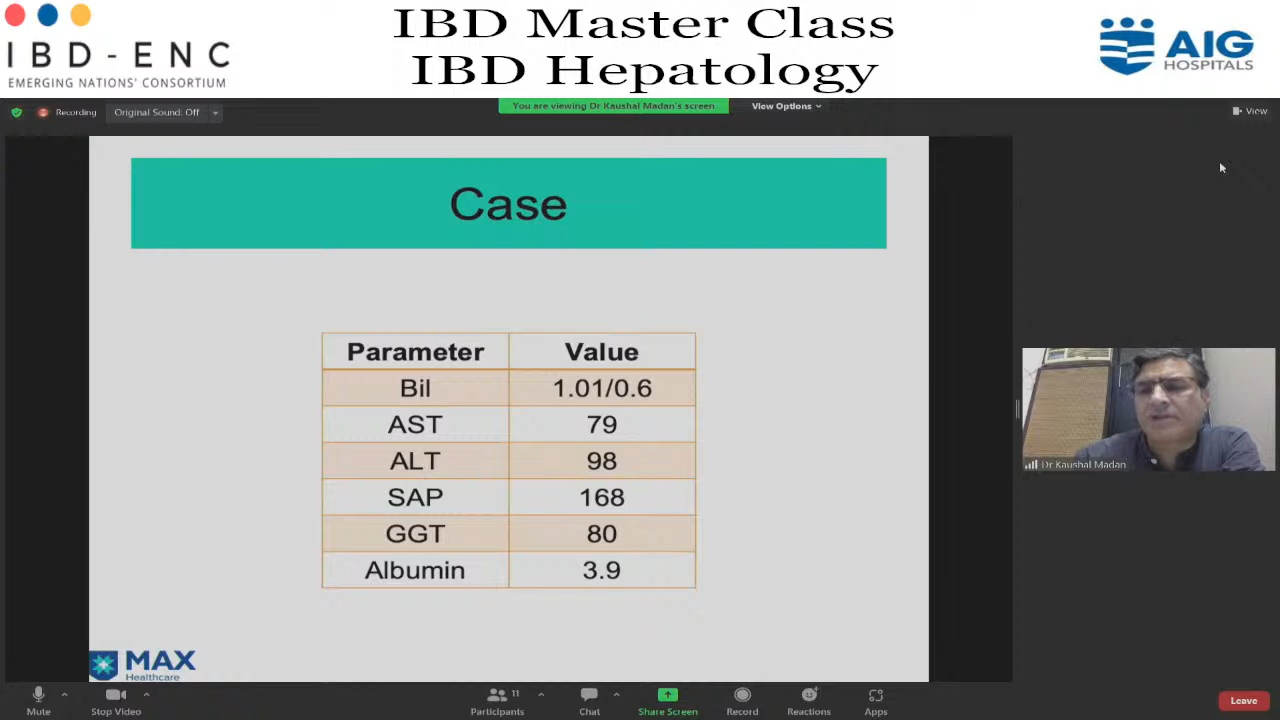 IBD-ENC
EMERGING NATIONS' CONSORTIUM
IBD Master Class
IBD Hepatology
AIG
HOSPITALS
Recording
Original Sound: Off
You are viewing Dr Kaushal Madan's screen
View Options
View
Case
Parameter Value
Bil 1.01/0.6
AST 79
ALT 98
SAP 168
GGT 80
Albumin 3.9
Dr Kaushal Madan
MAX
Healthcare
Mute
Stop Video
11
Participants
Chat
Share Screen
Record
Reactions
Apps
Leave